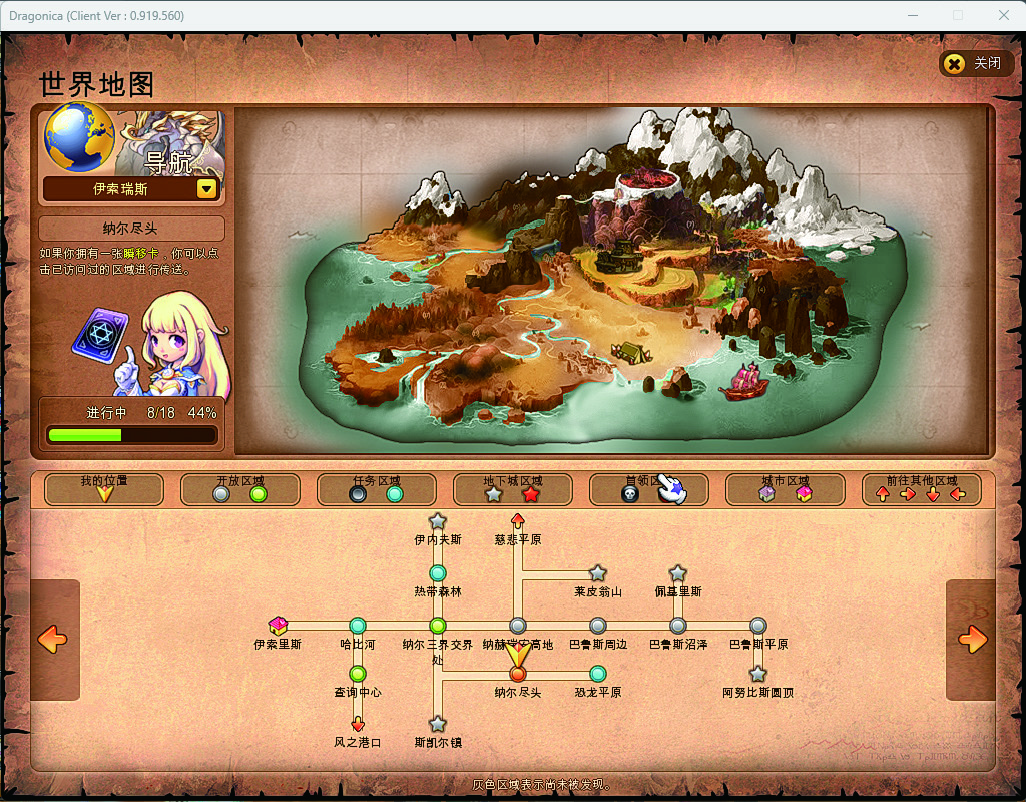 Dragonica (Client Ver : 0.919.560)
世界地图
关闭
导航
伊索瑞斯
纳尔尽头
如果你拥有一张瞬移卡，你可以点
击已访问过的区域进行传送。
进行中 8/18 44%
我的位置 开放区域 任务区域 地下城区域 首领区 城市区域 前往其他区域
伊内夫斯 慈悲平原
热带森林 莱皮翁山 佩基里斯
伊索里斯 哈比河 纳尔三界交界 纳赫瑞安高地 巴鲁斯周边 巴鲁斯沼泽 巴鲁斯平原
处
查询中心 纳尔尽头 恐龙平原 阿努比斯圆顶
风之港口 斯凯尔镇
灰色区域表示尚未被发现。